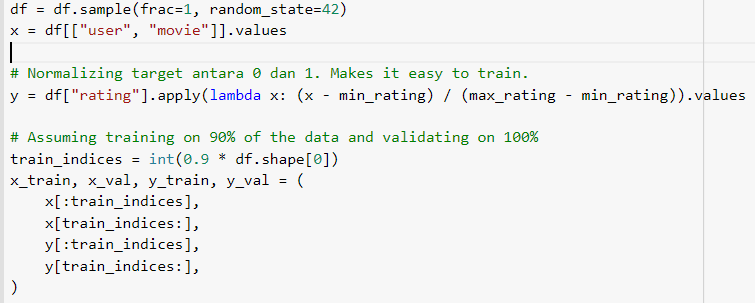 df = df.sample(frac=1, random_state=42)
x = df[["user", "movie"]].values
# Normalizing target antara 0 dan 1. Makes it easy to train.
y = df["rating"].apply(lambda x: (x - min_rating) / (max_rating - min_rating)).values
# Assuming training on 90% of the data and validating on 100%
train_indices = int(0.9 * df.shape[0])
x_train, x_val, y_train, y_val = (
    x[:train_indices],
    x[train_indices:],
    y[:train_indices],
    y[train_indices:],
)